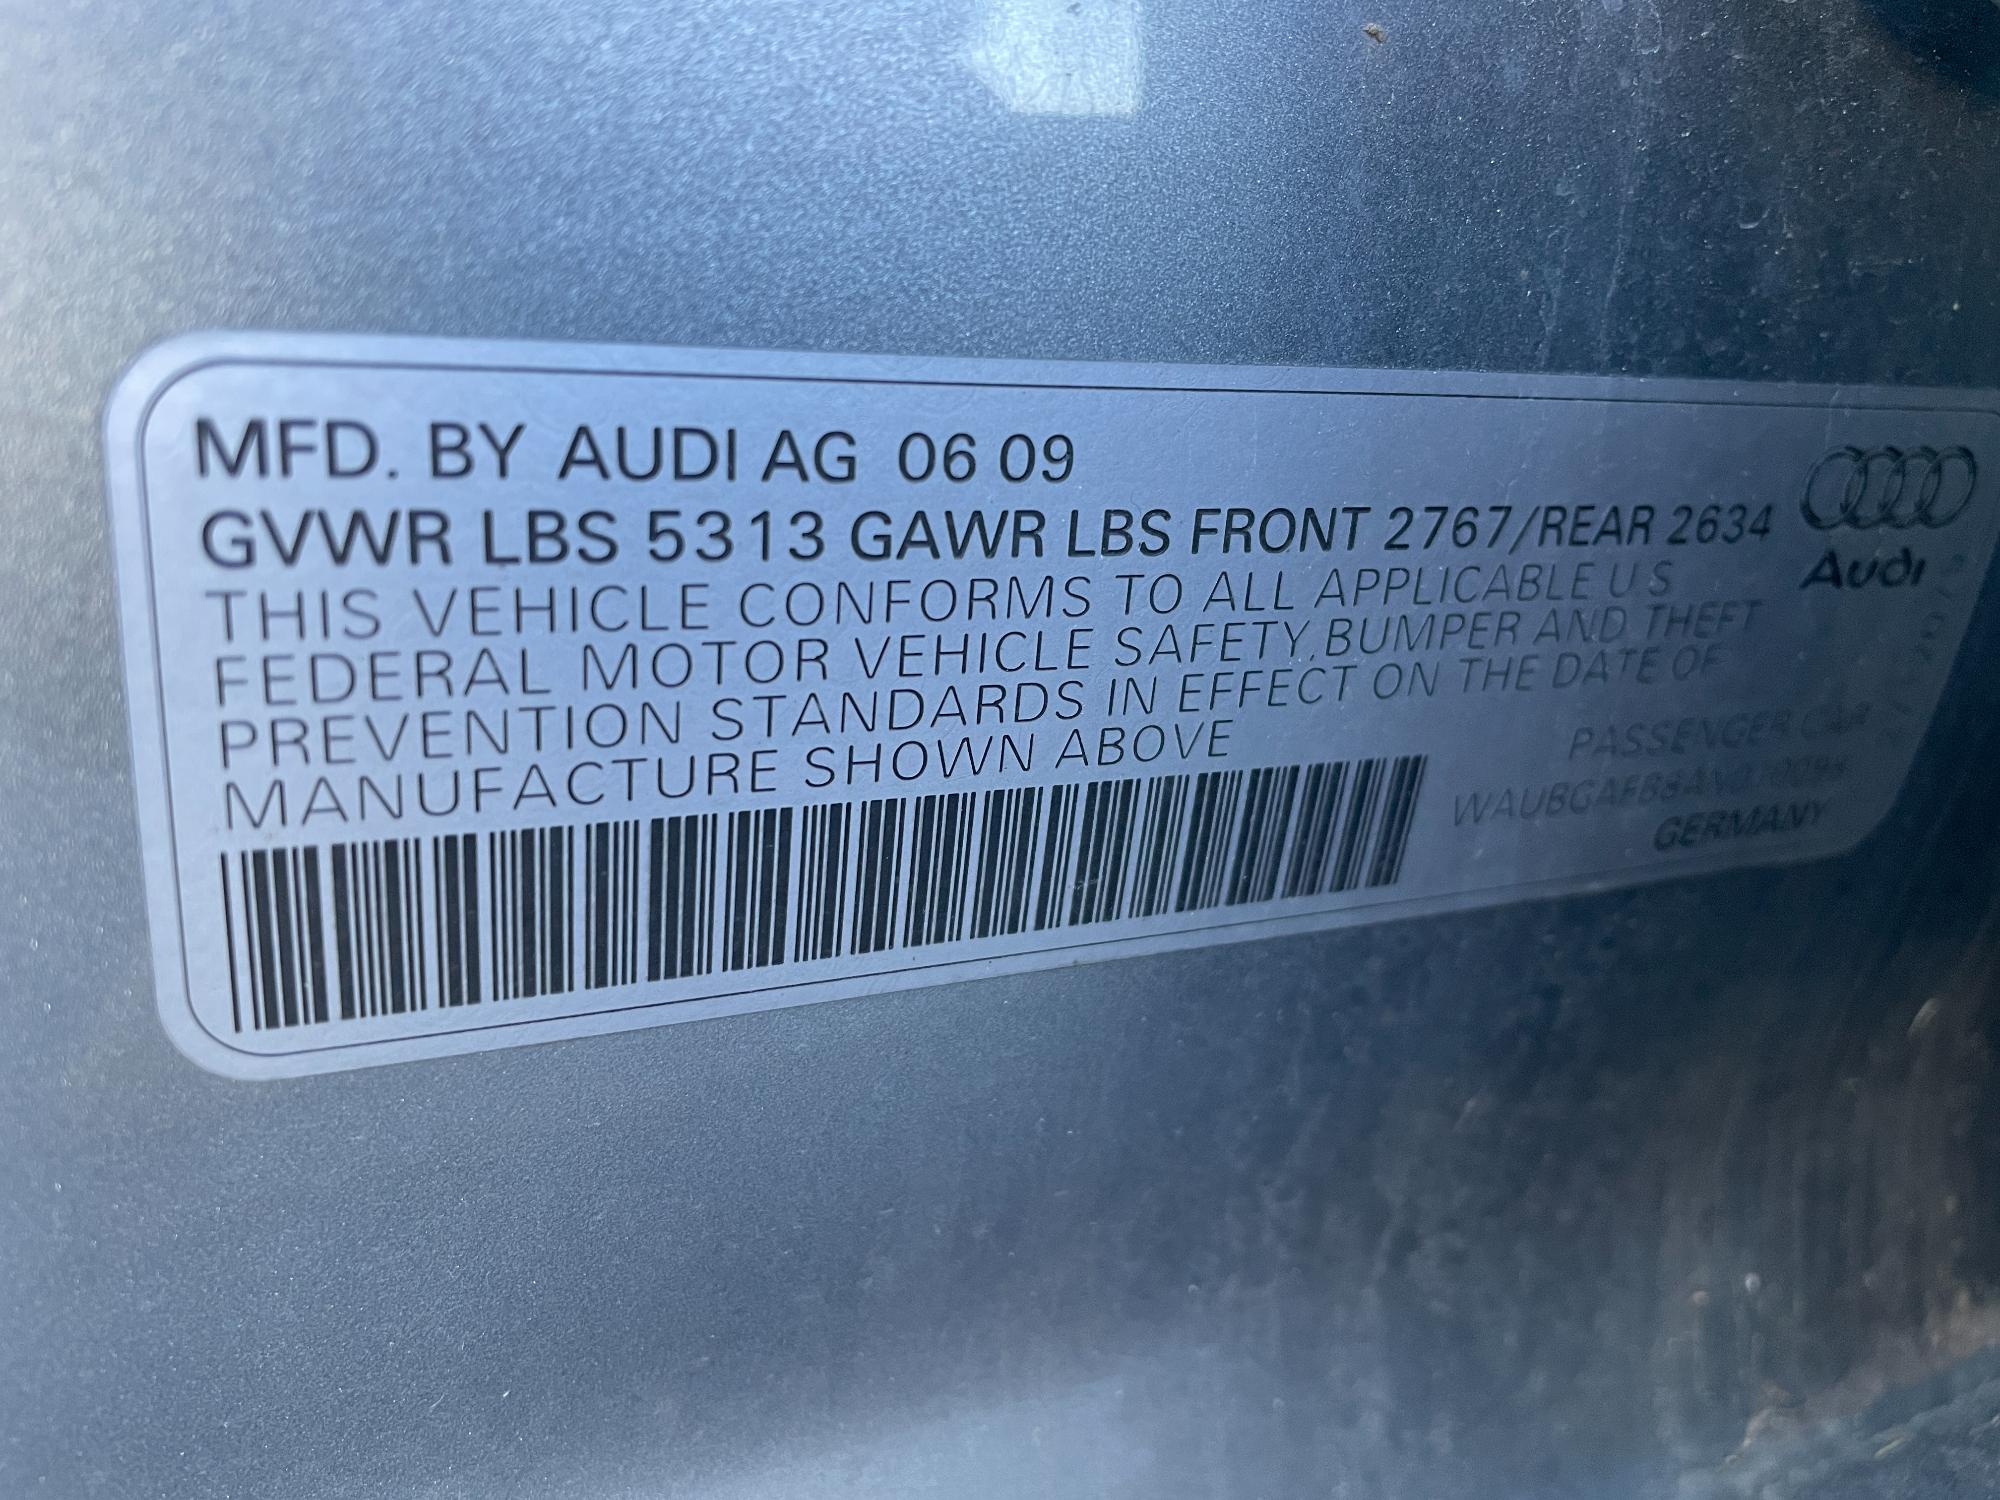 MFD. BY AUDI AG 06 09
GVWR LBS 5313 GAWR LBS FRONT 2767/REAR 2634
Audi
THIS VEHICLE CONFORMS TO ALL APPLICABLE U S
FEDERAL MOTOR VEHICLE SAFETY, BUMPER AND THEFT
PREVENTION STANDARDS IN EFFECT ON THE DATE OF
MANUFACTURE SHOWN ABOVE
PASSENGER CAR
GERMANY